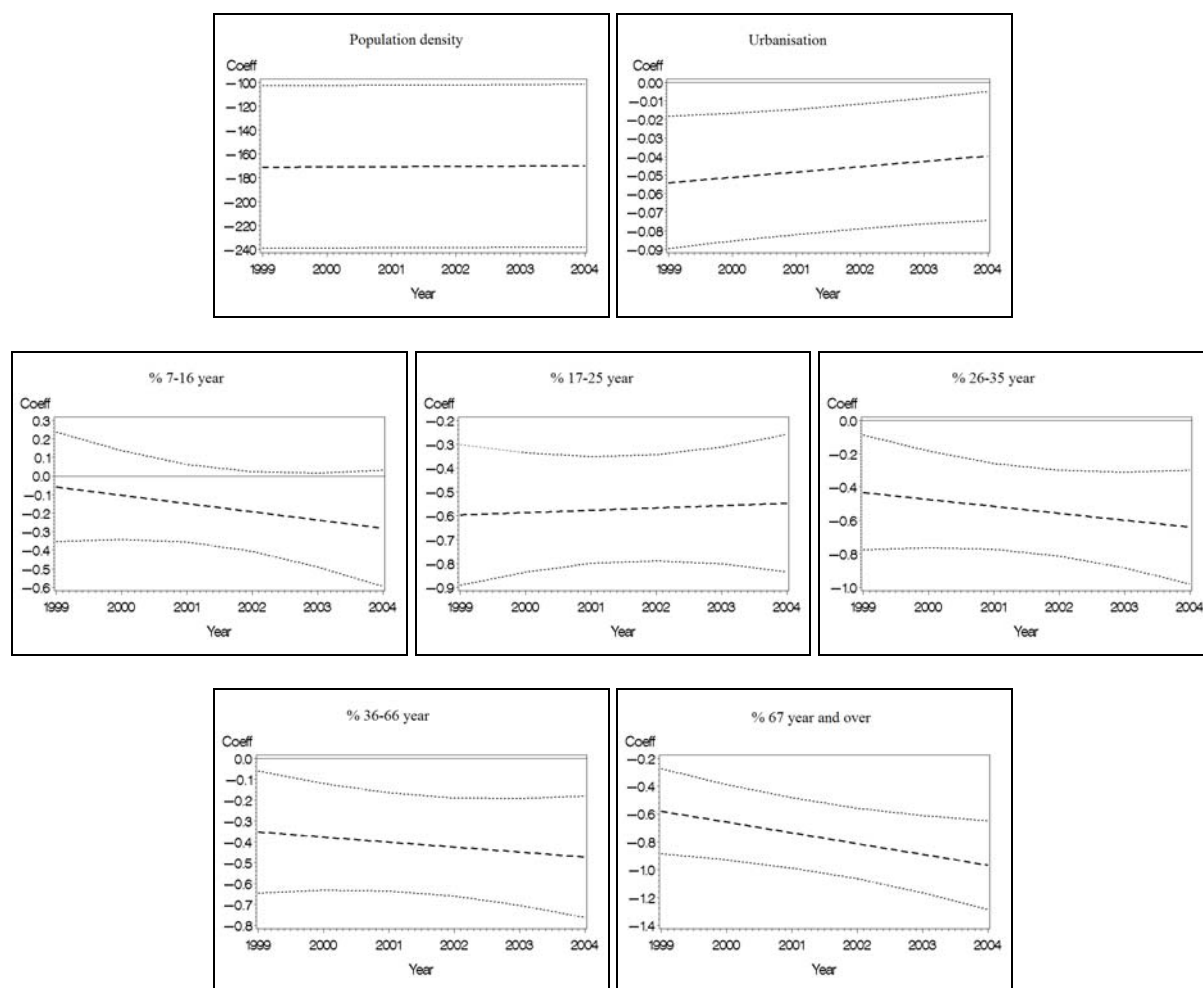 Population density
Coeff
−100
−120
−140
−160
−180
−200
−220
−240
1999 2000 2001 2002 2003 2004
Year
Urbanisation
Coeff
0.00
−0.01
−0.02
−0.03
−0.04
−0.05
−0.06
−0.07
−0.08
−0.09
1999 2000 2001 2002 2003 2004
Year
% 7-16 year
Coeff
0.3
0.2
0.1
0.0
−0.1
−0.2
−0.3
−0.4
−0.5
−0.6
1999 2000 2001 2002 2003 2004
Year
% 17-25 year
Coeff
−0.2
−0.3
−0.4
−0.5
−0.6
−0.7
−0.8
−0.9
1999 2000 2001 2002 2003 2004
Year
% 26-35 year
Coeff
0.0
−0.2
−0.4
−0.6
−0.8
−1.0
1999 2000 2001 2002 2003 2004
Year
% 36-66 year
Coeff
0.0
−0.1
−0.2
−0.3
−0.4
−0.5
−0.6
−0.7
−0.8
1999 2000 2001 2002 2003 2004
Year
% 67 year and over
Coeff
−0.2
−0.4
−0.6
−0.8
−1.0
−1.2
−1.4
1999 2000 2001 2002 2003 2004
Year